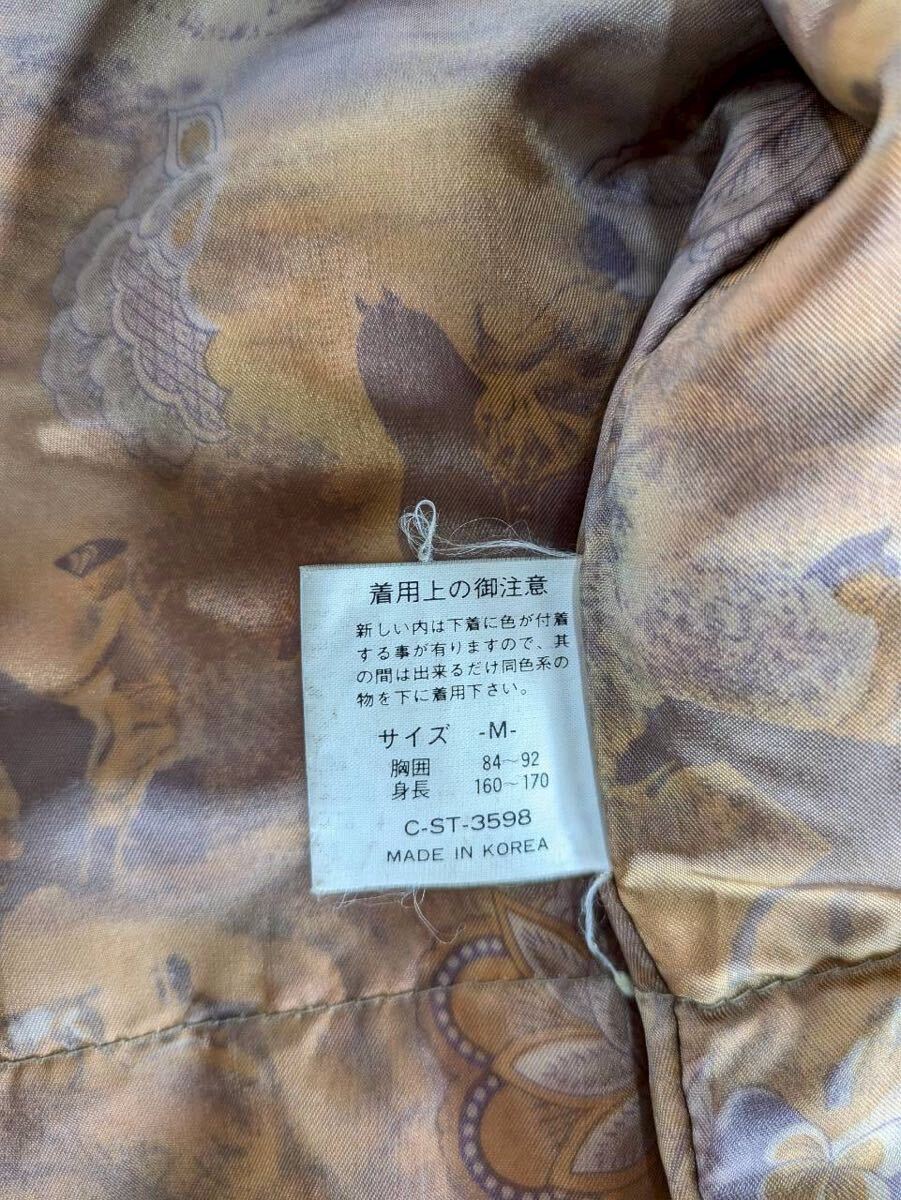 着用上の御注意
新しい内は下着に色が付着
する事が有りますので、其
の間は出来るだけ同色系の
物を下に着用下さい。
サイズ -M-
胸囲 84～92
身長 160～170
C-ST-3598
MADE IN KOREA